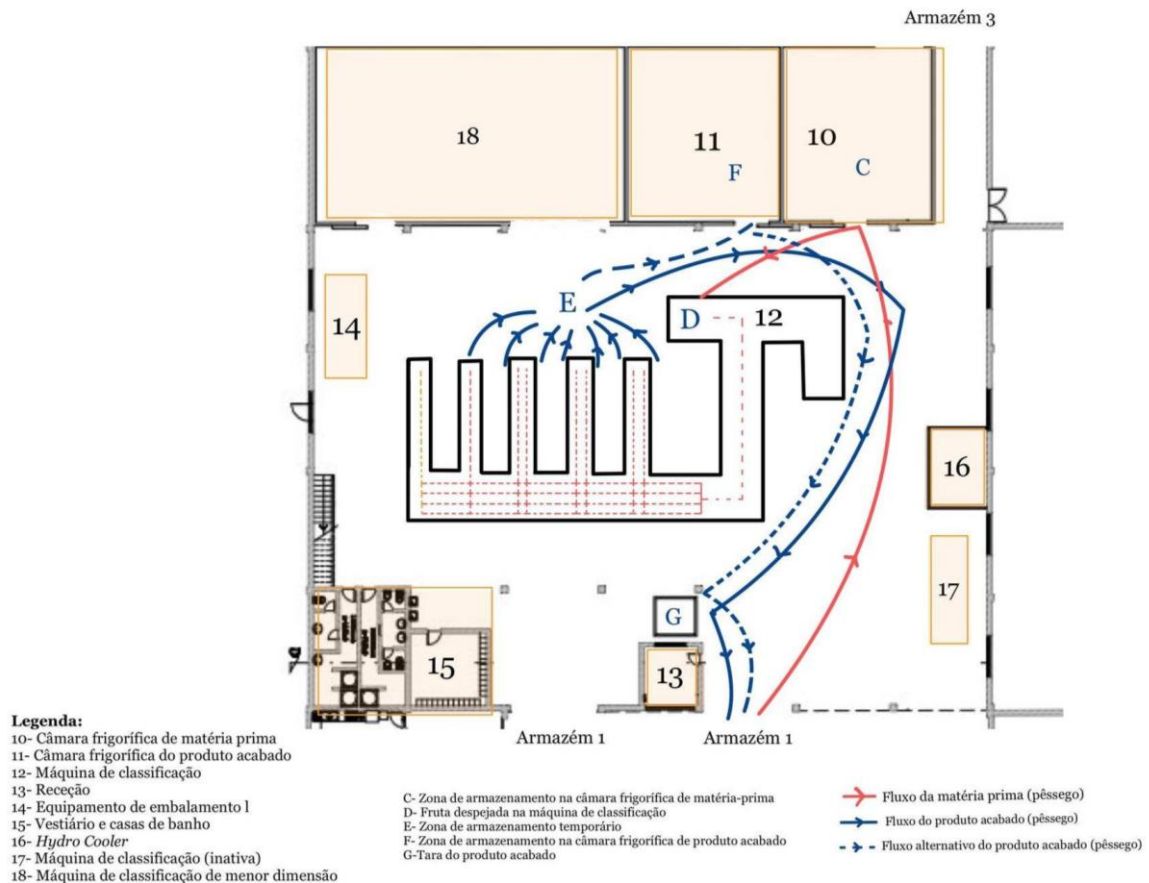 Armazém 3
18
11
10
F
C
14
E
D
12
16
17
G
13
15
Armazém 1
Armazém 1
Legenda:
10- Câmara frigorífica de matéria prima
11- Câmara frigorífica do produto acabado
12- Máquina de classificação
13- Receção
14- Equipamento de embalamento l
15- Vestiário e casas de banho
16- Hydro Cooler
17- Máquina de classificação (inativa)
18- Máquina de classificação de menor dimensão
C- Zona de armazenamento na câmara frigorífica de matéria-prima
D- Fruta despejada na máquina de classificação
E- Zona de armazenamento temporário
F- Zona de armazenamento na câmara frigorífica de produto acabado
G-Tara do produto acabado
Fluxo da matéria prima (pêssego)
Fluxo do produto acabado (pêssego)
Fluxo alternativo do produto acabado (pêssego)